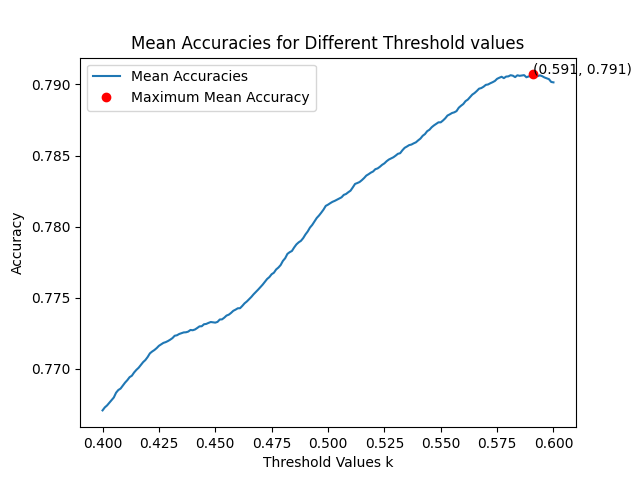 Mean Accuracies for Different Threshold values
Mean Accuracies
Maximum Mean Accuracy
(0.591, 0.791)
0.790
0.785
0.780
0.775
0.770
Accuracy
0.400 0.425 0.450 0.475 0.500 0.525 0.550 0.575 0.600
Threshold Values k